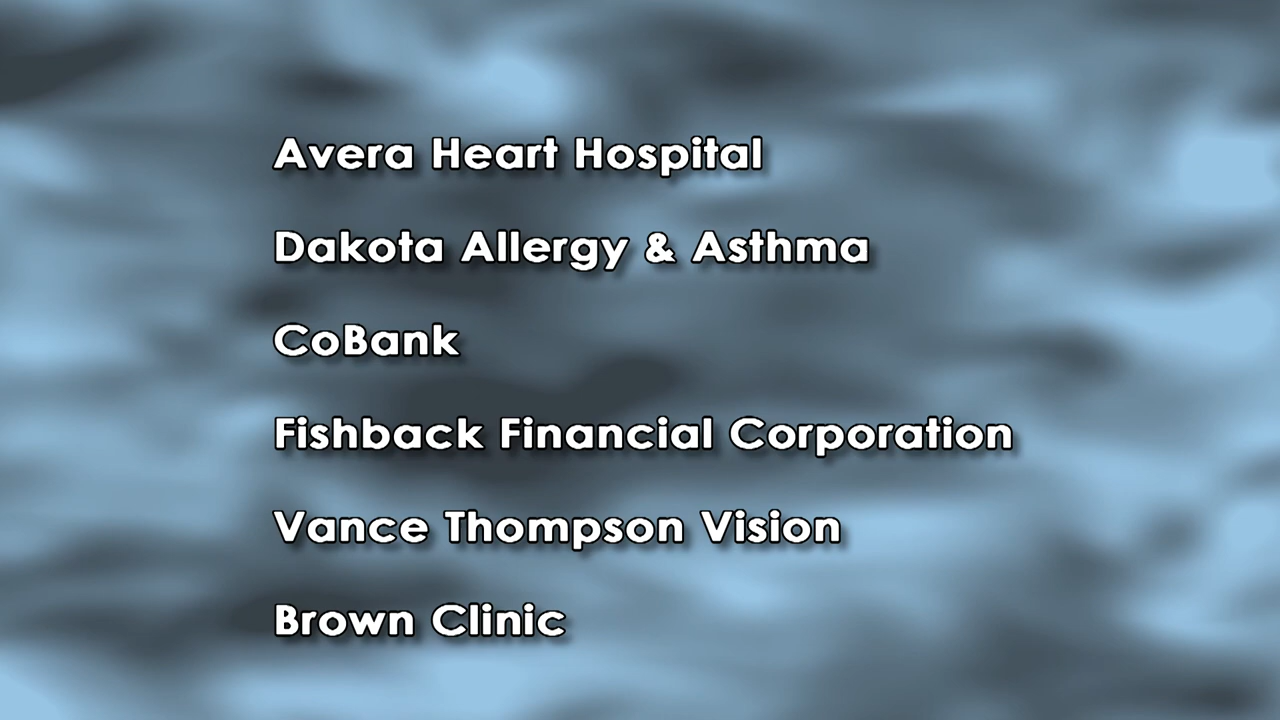 Avera Heart Hospital
Dakota Allergy & Asthma
CoBank
Fishback Financial Corporation
Vance Thompson Vision
Brown Clinic